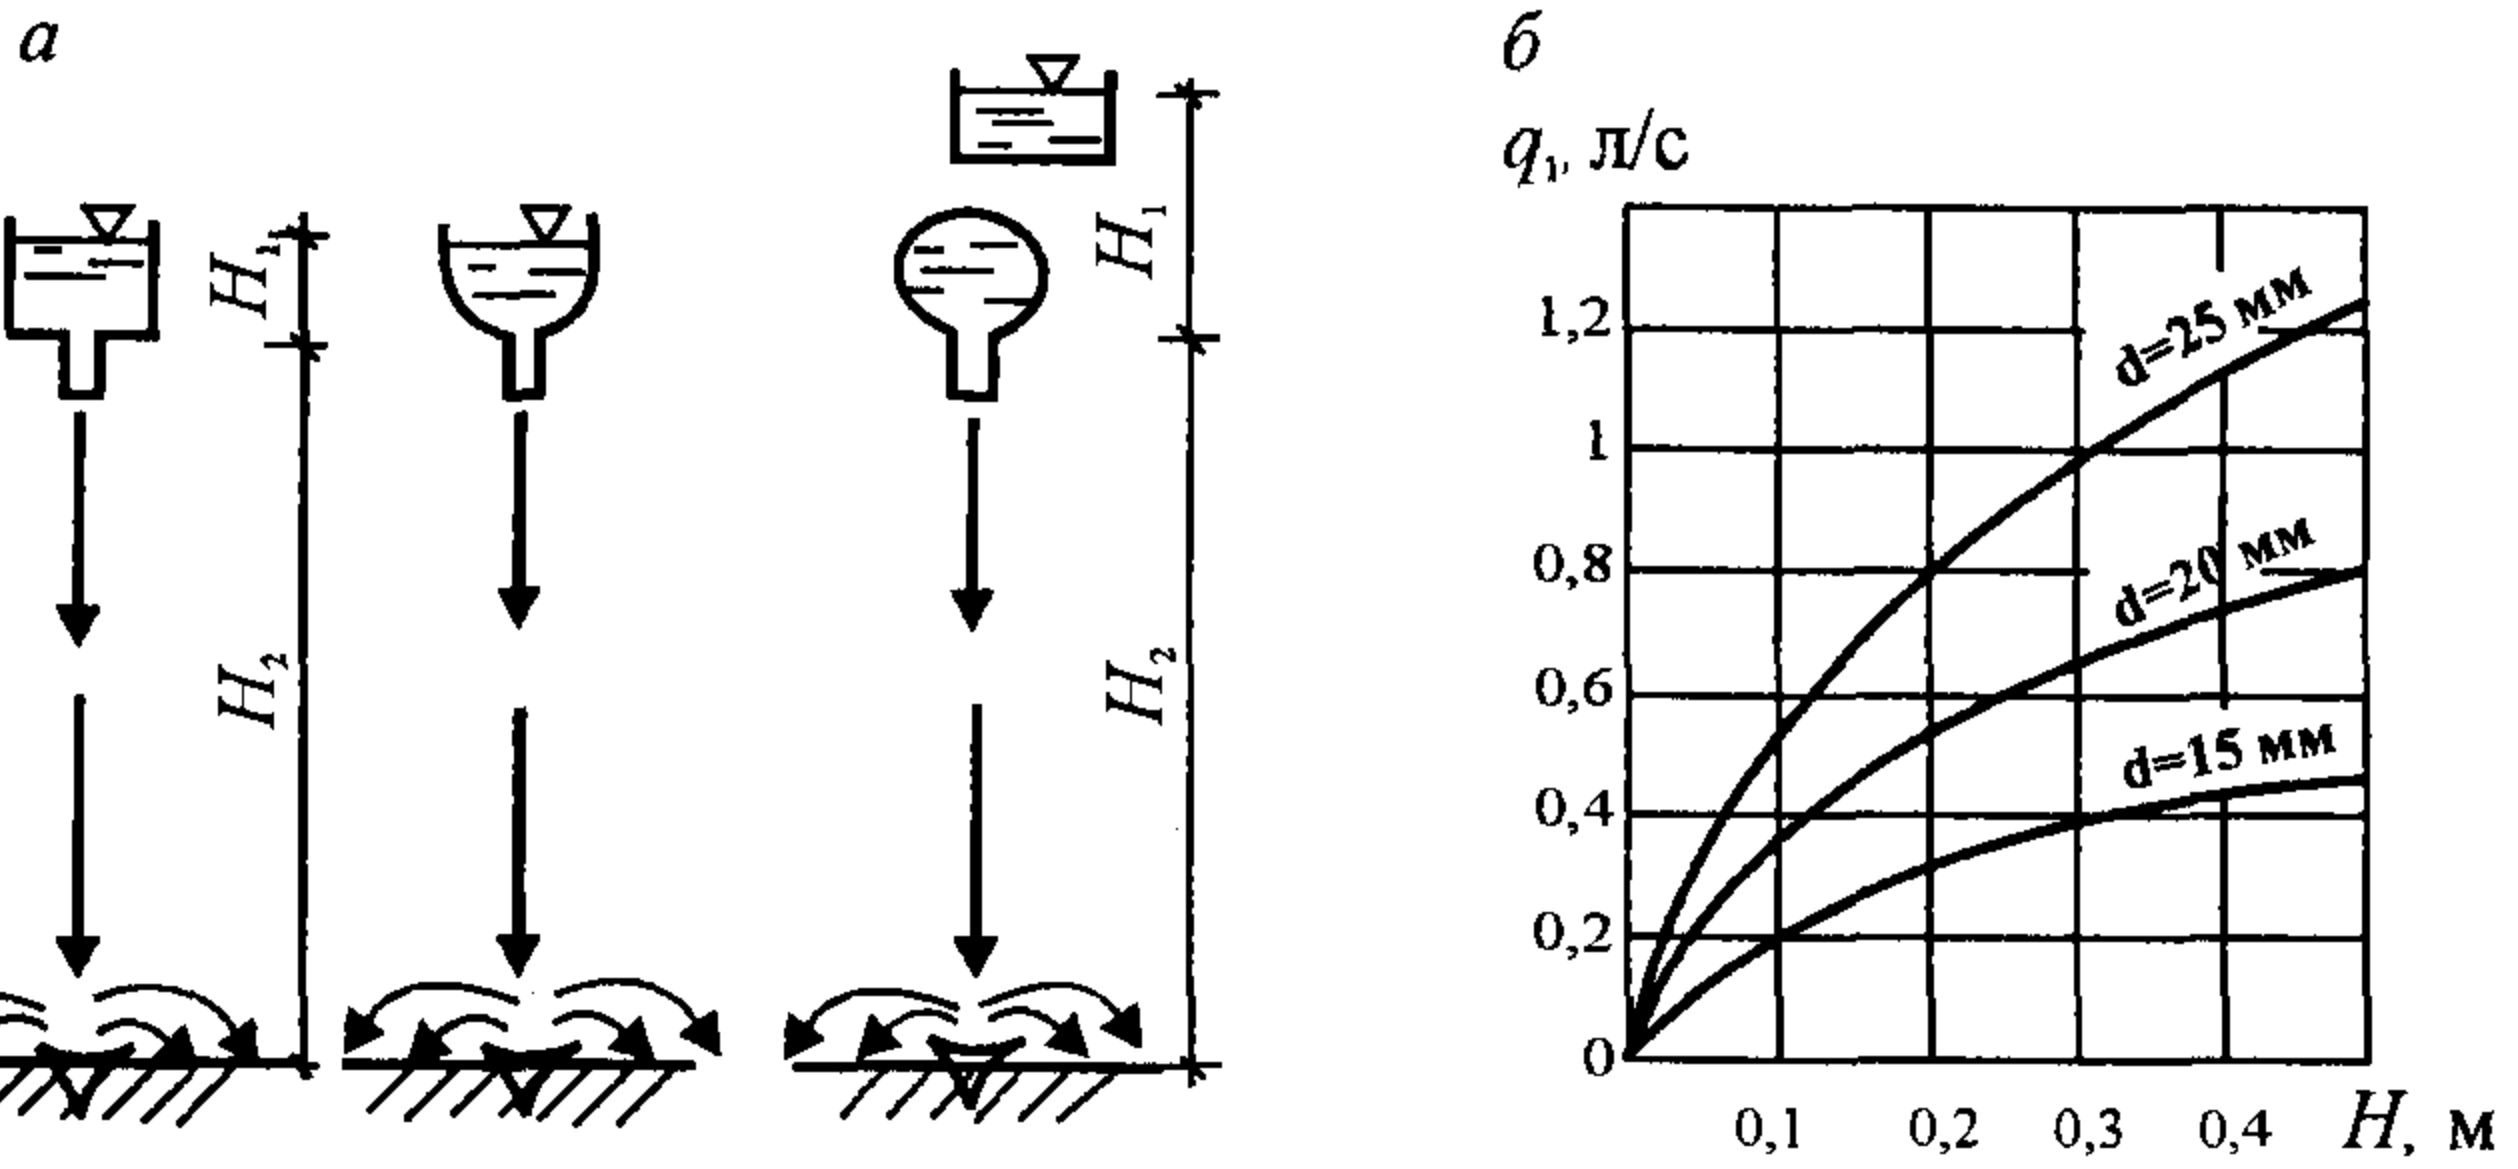 а
H₁
H₂
H₁
H₂
б
q₁, л/с
1,2
1
0,8
0,6
0,4
0,2
0
d=25 мм
d=20 мм
d=15 мм
0,1 0,2 0,3 0,4 H, м